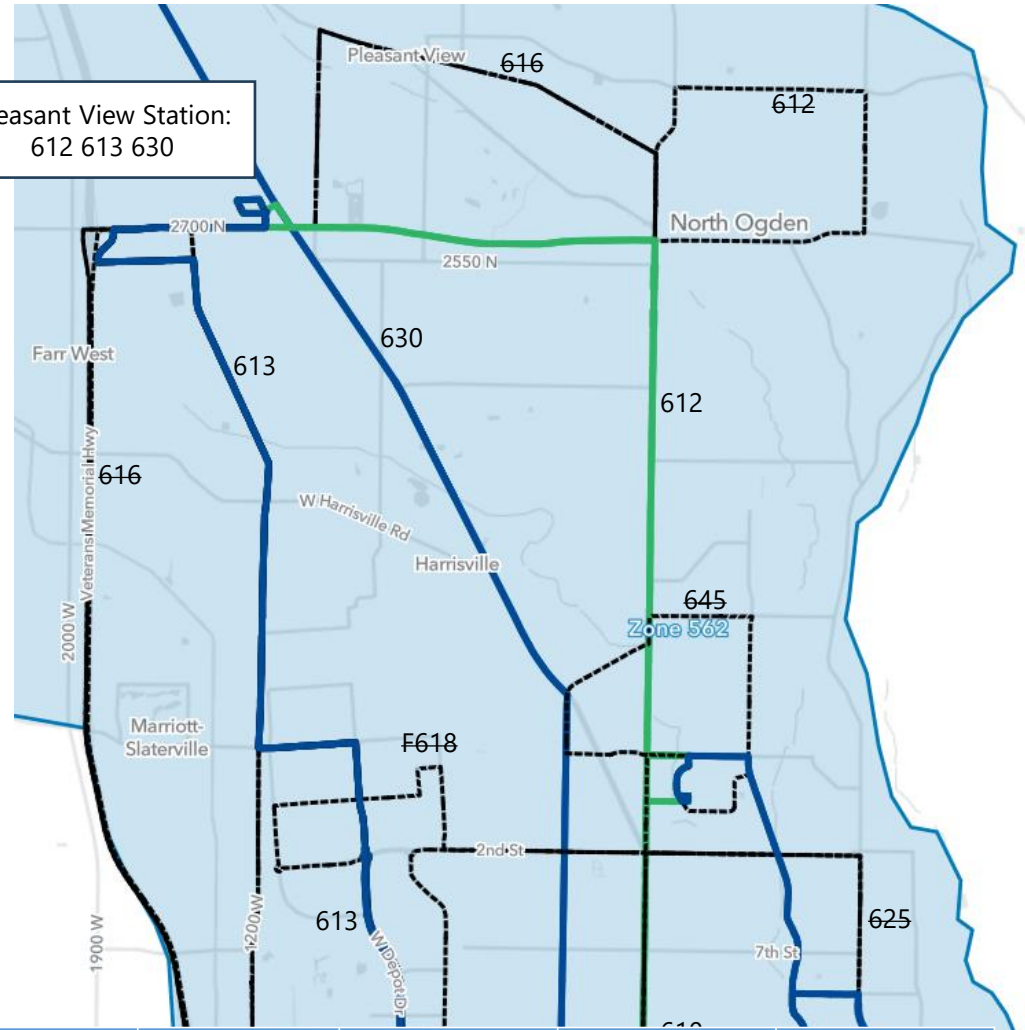 Pleasant View
616
612
easant View Station:
612 613 630
North Ogden
2700 N
2550 N
Farr West
613
630
612
616
Veterans Memorial Hwy
W Harrisville Rd
Harrisville
2000 W
645
Zone 562
Marriott-
Slaterville
F618
2nd St
1900 W
1200 W
613
W Depot Dr
625
7th St